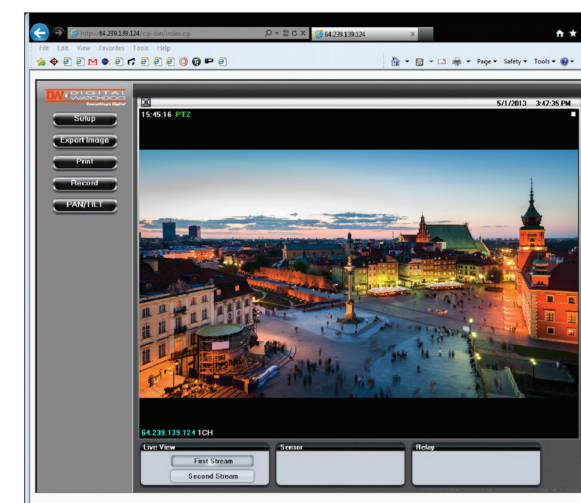 http://64.239.139.124/cgi-bin/index.cgi
64.239.139.124
File Edit View Favorites Tools Help
Page Safety Tools
DW DIGITAL WATCHDOG
Setup
Export Image
Print
Record
PAN/TILT
5/1/2013 3:42:35 PM
15:45:16 PTZ
64.239.139.124 1CH
Live View
First Stream
Second Stream
Sensor
Relay